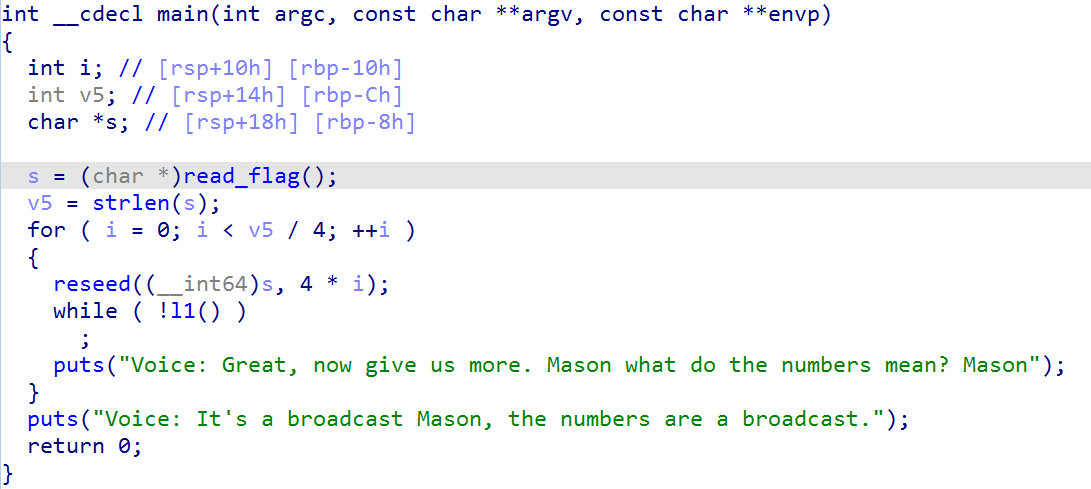 int __cdecl main(int argc, const char **argv, const char **envp)
{
  int i; // [rsp+10h] [rbp-10h]
  int v5; // [rsp+14h] [rbp-Ch]
  char *s; // [rsp+18h] [rbp-8h]

  s = (char *)read_flag();
  v5 = strlen(s);
  for ( i = 0; i < v5 / 4; ++i )
  {
    reseed((__int64)s, 4 * i);
    while ( !l1() )
      ;
    puts("Voice: Great, now give us more. Mason what do the numbers mean? Mason");
  }
  puts("Voice: It's a broadcast Mason, the numbers are a broadcast.");
  return 0;
}